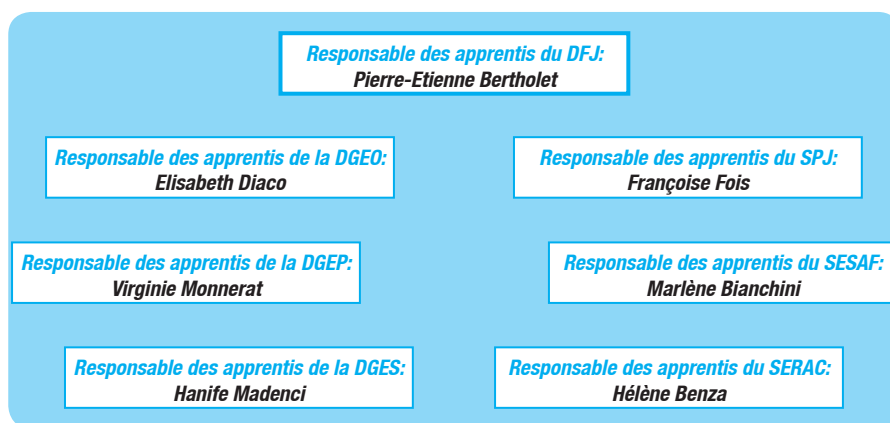 Responsable des apprentis du DFJ:
Pierre-Etienne Bertholet
Responsable des apprentis de la DGEO:
Elisabeth Diaco
Responsable des apprentis du SPJ:
Françoise Fois
Responsable des apprentis de la DGEP:
Virginie Monnerat
Responsable des apprentis du SESAF:
Marlène Bianchini
Responsable des apprentis de la DGES:
Hanife Madenci
Responsable des apprentis du SERAC:
Hélène Benza